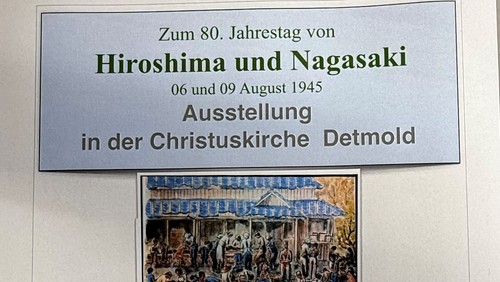 Zum 80. Jahrestag von
Hiroshima und Nagasaki
06 und 09 August 1945
Ausstellung
in der Christuskirche Detmold